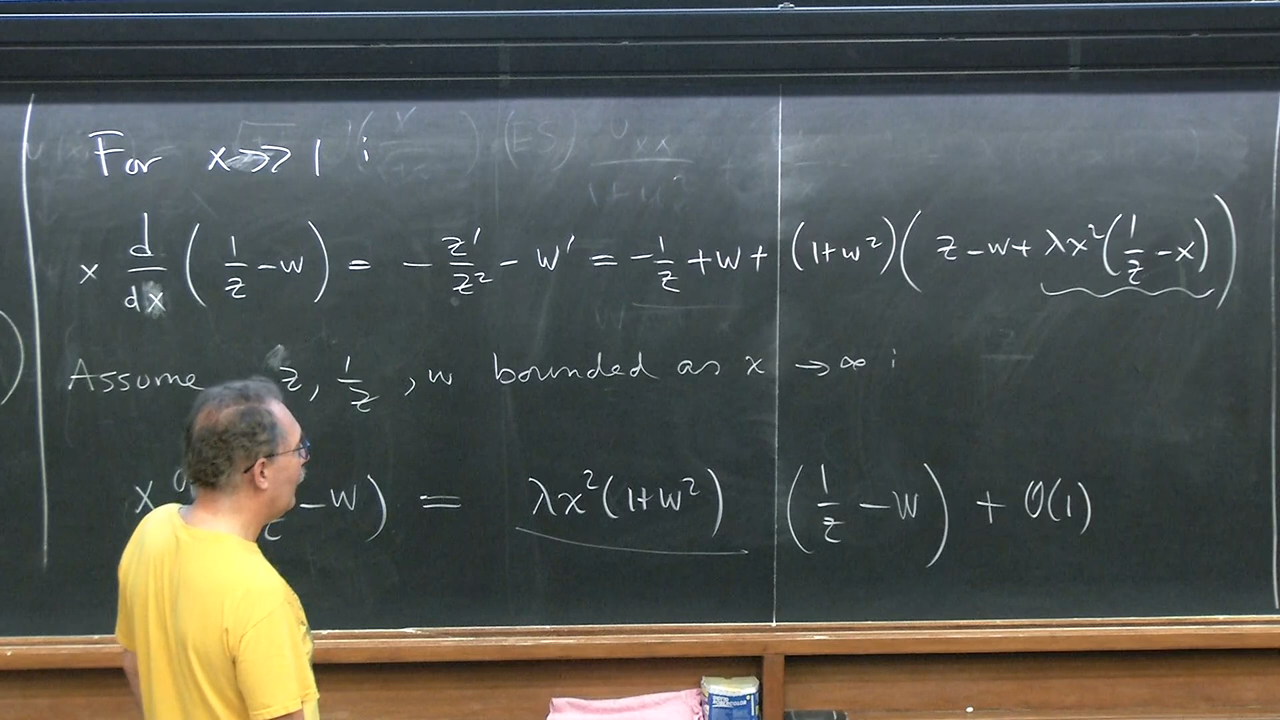 For x >> 1 :
x d/dx (1/z - w) = - z'/z² - w' = - 1/z + w + (1+w²)( z - w + λx²(1/z - x))
Assume z, 1/z, w bounded as x → ∞ :
x - w) = λx²(1+w²) (1/z - w) + O(1)